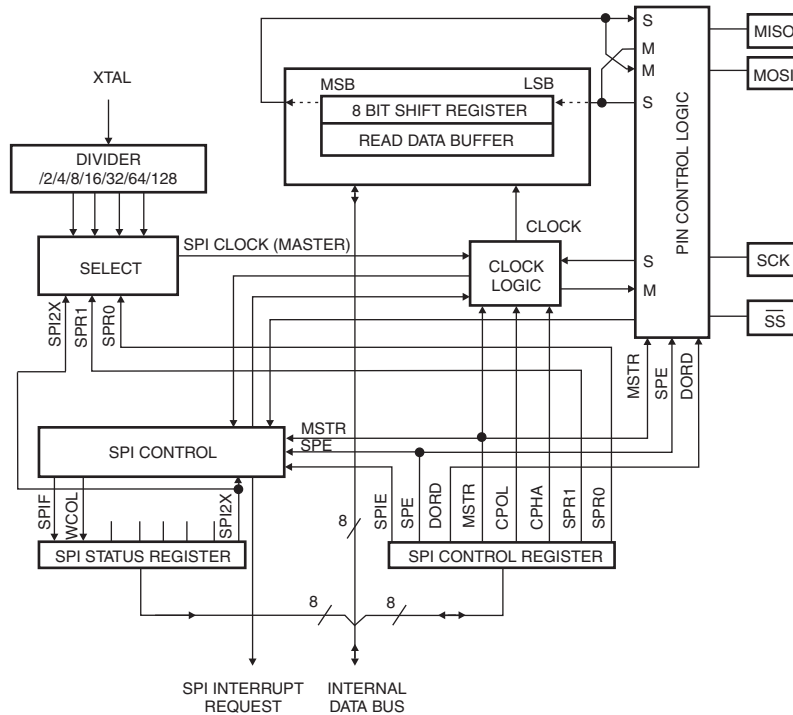 S
MISO
M
M
MOSI
XTAL
MSB
LSB
8 BIT SHIFT REGISTER
S
READ DATA BUFFER
DIVIDER
/2/4/8/16/32/64/128
PIN CONTROL LOGIC
CLOCK
SPI CLOCK (MASTER)
SELECT
CLOCK
LOGIC
S
SCK
M
SS
SPI2X
SPR1
SPR0
MSTR
SPE
DORD
MSTR
SPE
SPI CONTROL
SPIF
WCOL
SPI2X
8
SPIE
SPE
DORD
MSTR
CPOL
CPHA
SPR1
SPR0
SPI STATUS REGISTER
SPI CONTROL REGISTER
8
8
SPI INTERRUPT
REQUEST
INTERNAL
DATA BUS